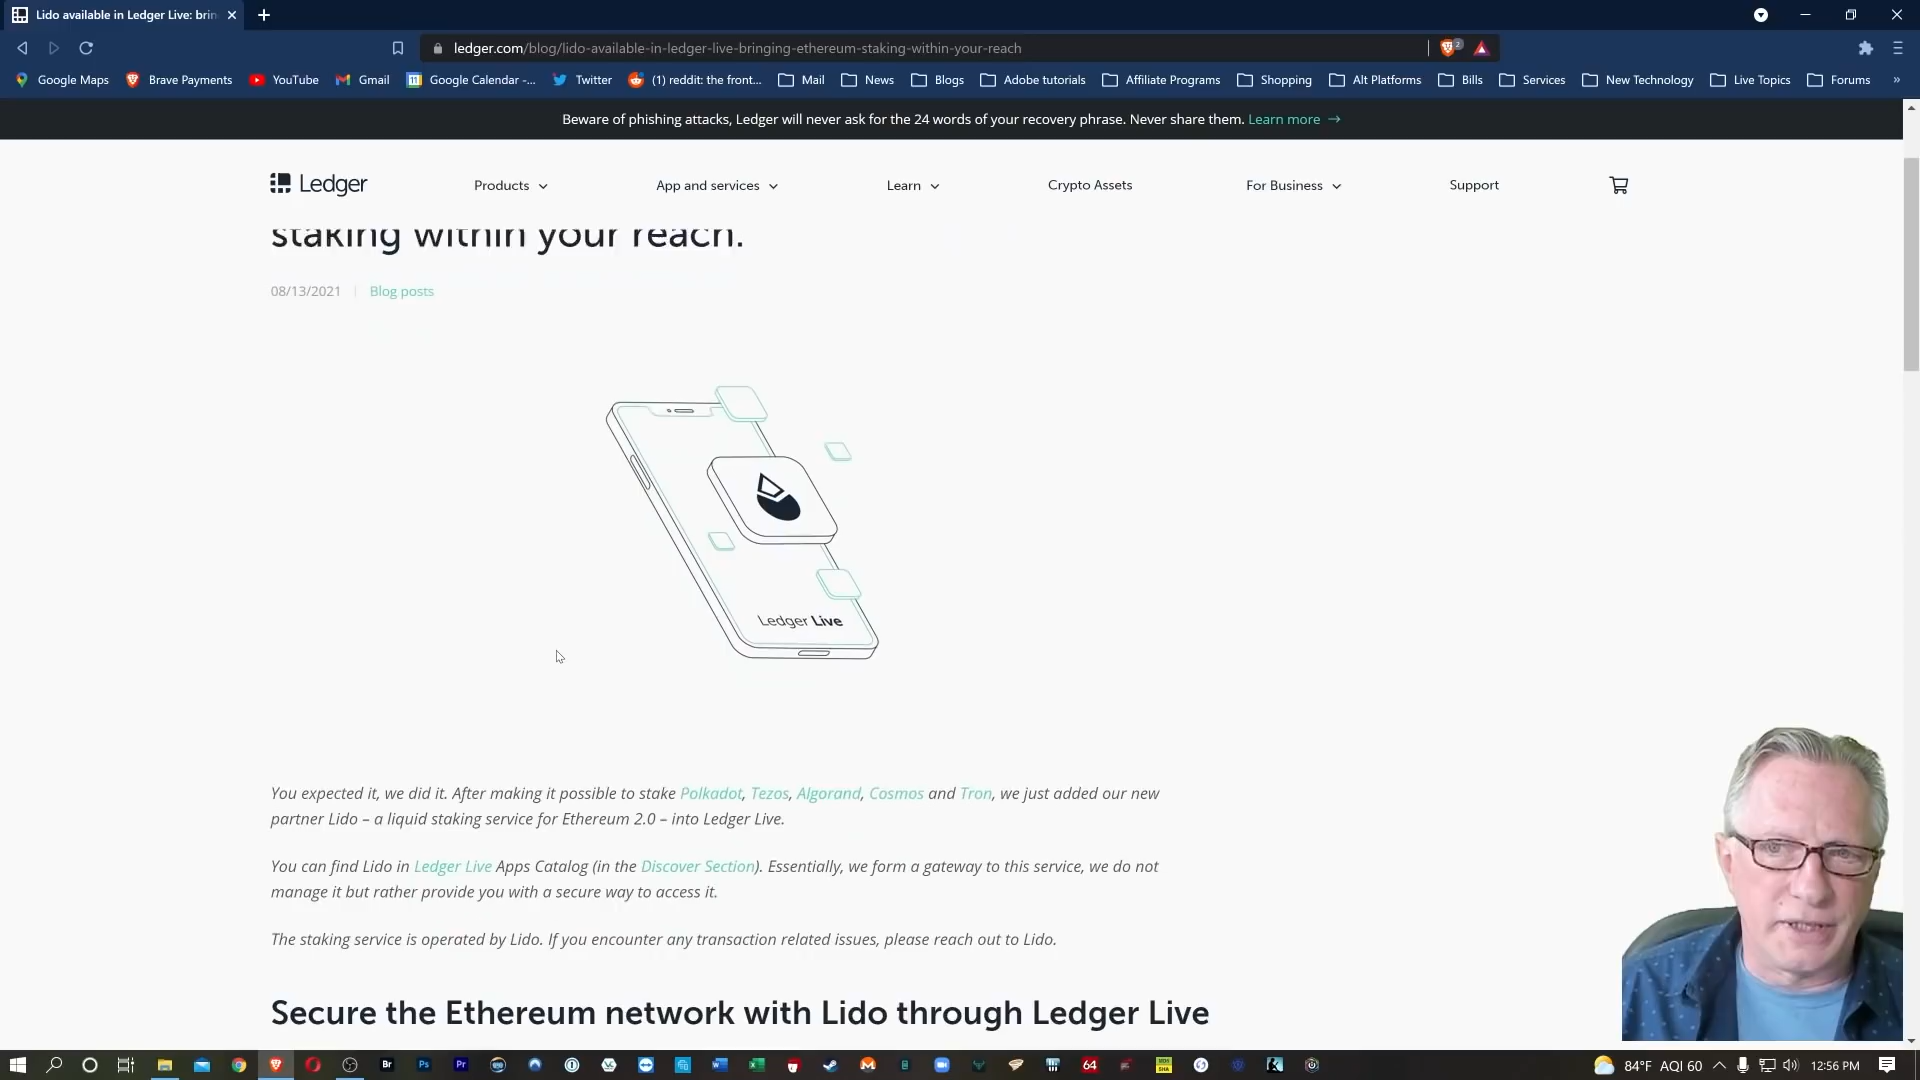 Lido available in Ledger Live: brin
ledger.com/blog/lido-available-in-ledger-live-bringing-ethereum-staking-within-your-reach
2
Google Maps
Brave Payments
YouTube
Gmail
Google Calendar -...
Twitter
(1) reddit: the front...
Mail
News
Blogs
Adobe tutorials
Affiliate Programs
Shopping
Alt Platforms
Bills
Services
New Technology
Live Topics
Forums
»
Beware of phishing attacks, Ledger will never ask for the 24 words of your recovery phrase. Never share them. Learn more →
Ledger
Products
App and services
Learn
Crypto Assets
For Business
Support
staking within your reach.
08/13/2021 | Blog posts
Ledger Live
You expected it, we did it. After making it possible to stake Polkadot, Tezos, Algorand, Cosmos and Tron, we just added our new
partner Lido – a liquid staking service for Ethereum 2.0 – into Ledger Live.
You can find Lido in Ledger Live Apps Catalog (in the Discover Section). Essentially, we form a gateway to this service, we do not
manage it but rather provide you with a secure way to access it.
The staking service is operated by Lido. If you encounter any transaction related issues, please reach out to Lido.
Secure the Ethereum network with Lido through Ledger Live
Br
Ps
Pr
64
84°F AQI 60
12:56 PM